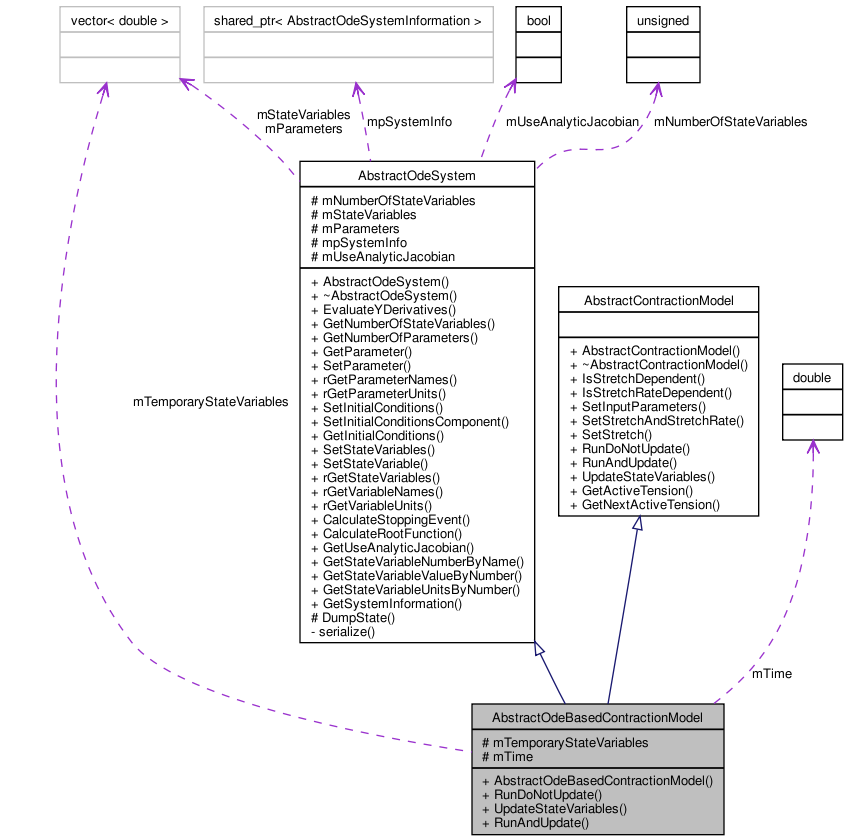 vector< double >
shared_ptr< AbstractOdeSystemInformation >
bool
unsigned
mStateVariables
mParameters
mpSystemInfo
mUseAnalyticJacobian
mNumberOfStateVariables
AbstractOdeSystem
# mNumberOfStateVariables
# mStateVariables
# mParameters
# mpSystemInfo
# mUseAnalyticJacobian
+ AbstractOdeSystem()
+ ~AbstractOdeSystem()
+ EvaluateYDerivatives()
+ GetNumberOfStateVariables()
+ GetNumberOfParameters()
+ GetParameter()
+ SetParameter()
+ rGetParameterNames()
+ rGetParameterUnits()
+ SetInitialConditions()
+ SetInitialConditionsComponent()
+ GetInitialConditions()
+ SetStateVariables()
+ SetStateVariable()
+ rGetStateVariables()
+ rGetVariableNames()
+ rGetVariableUnits()
+ CalculateStoppingEvent()
+ CalculateRootFunction()
+ GetUseAnalyticJacobian()
+ GetStateVariableNumberByName()
+ GetStateVariableValueByNumber()
+ GetStateVariableUnitsByNumber()
+ GetSystemInformation()
# DumpState()
- serialize()
AbstractContractionModel
+ AbstractContractionModel()
+ ~AbstractContractionModel()
+ IsStretchDependent()
+ IsStretchRateDependent()
+ SetInputParameters()
+ SetStretchAndStretchRate()
+ SetStretch()
+ RunDoNotUpdate()
+ RunAndUpdate()
+ UpdateStateVariables()
+ GetActiveTension()
+ GetNextActiveTension()
double
mTemporaryStateVariables
mTime
AbstractOdeBasedContractionModel
# mTemporaryStateVariables
# mTime
+ AbstractOdeBasedContractionModel()
+ RunDoNotUpdate()
+ UpdateStateVariables()
+ RunAndUpdate()